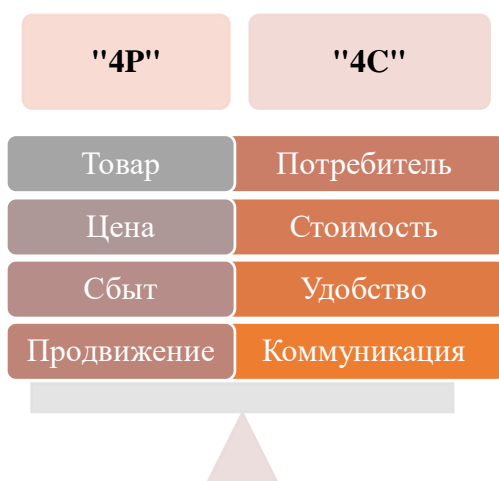 "4P" "4C"
Товар Потребитель
Цена Стоимость
Сбыт Удобство
Продвижение Коммуникация